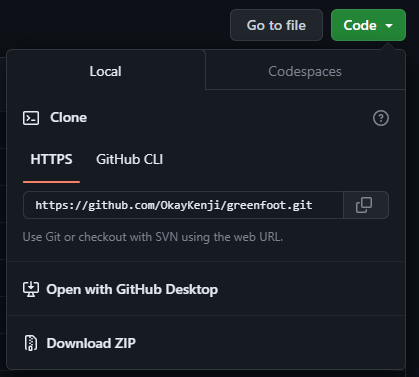 Go to file
Code
Local
Codespaces
Clone
HTTPS
GitHub CLI
https://github.com/OkayKenji/greenfoot.git
Use Git or checkout with SVN using the web URL.
Open with GitHub Desktop
Download ZIP